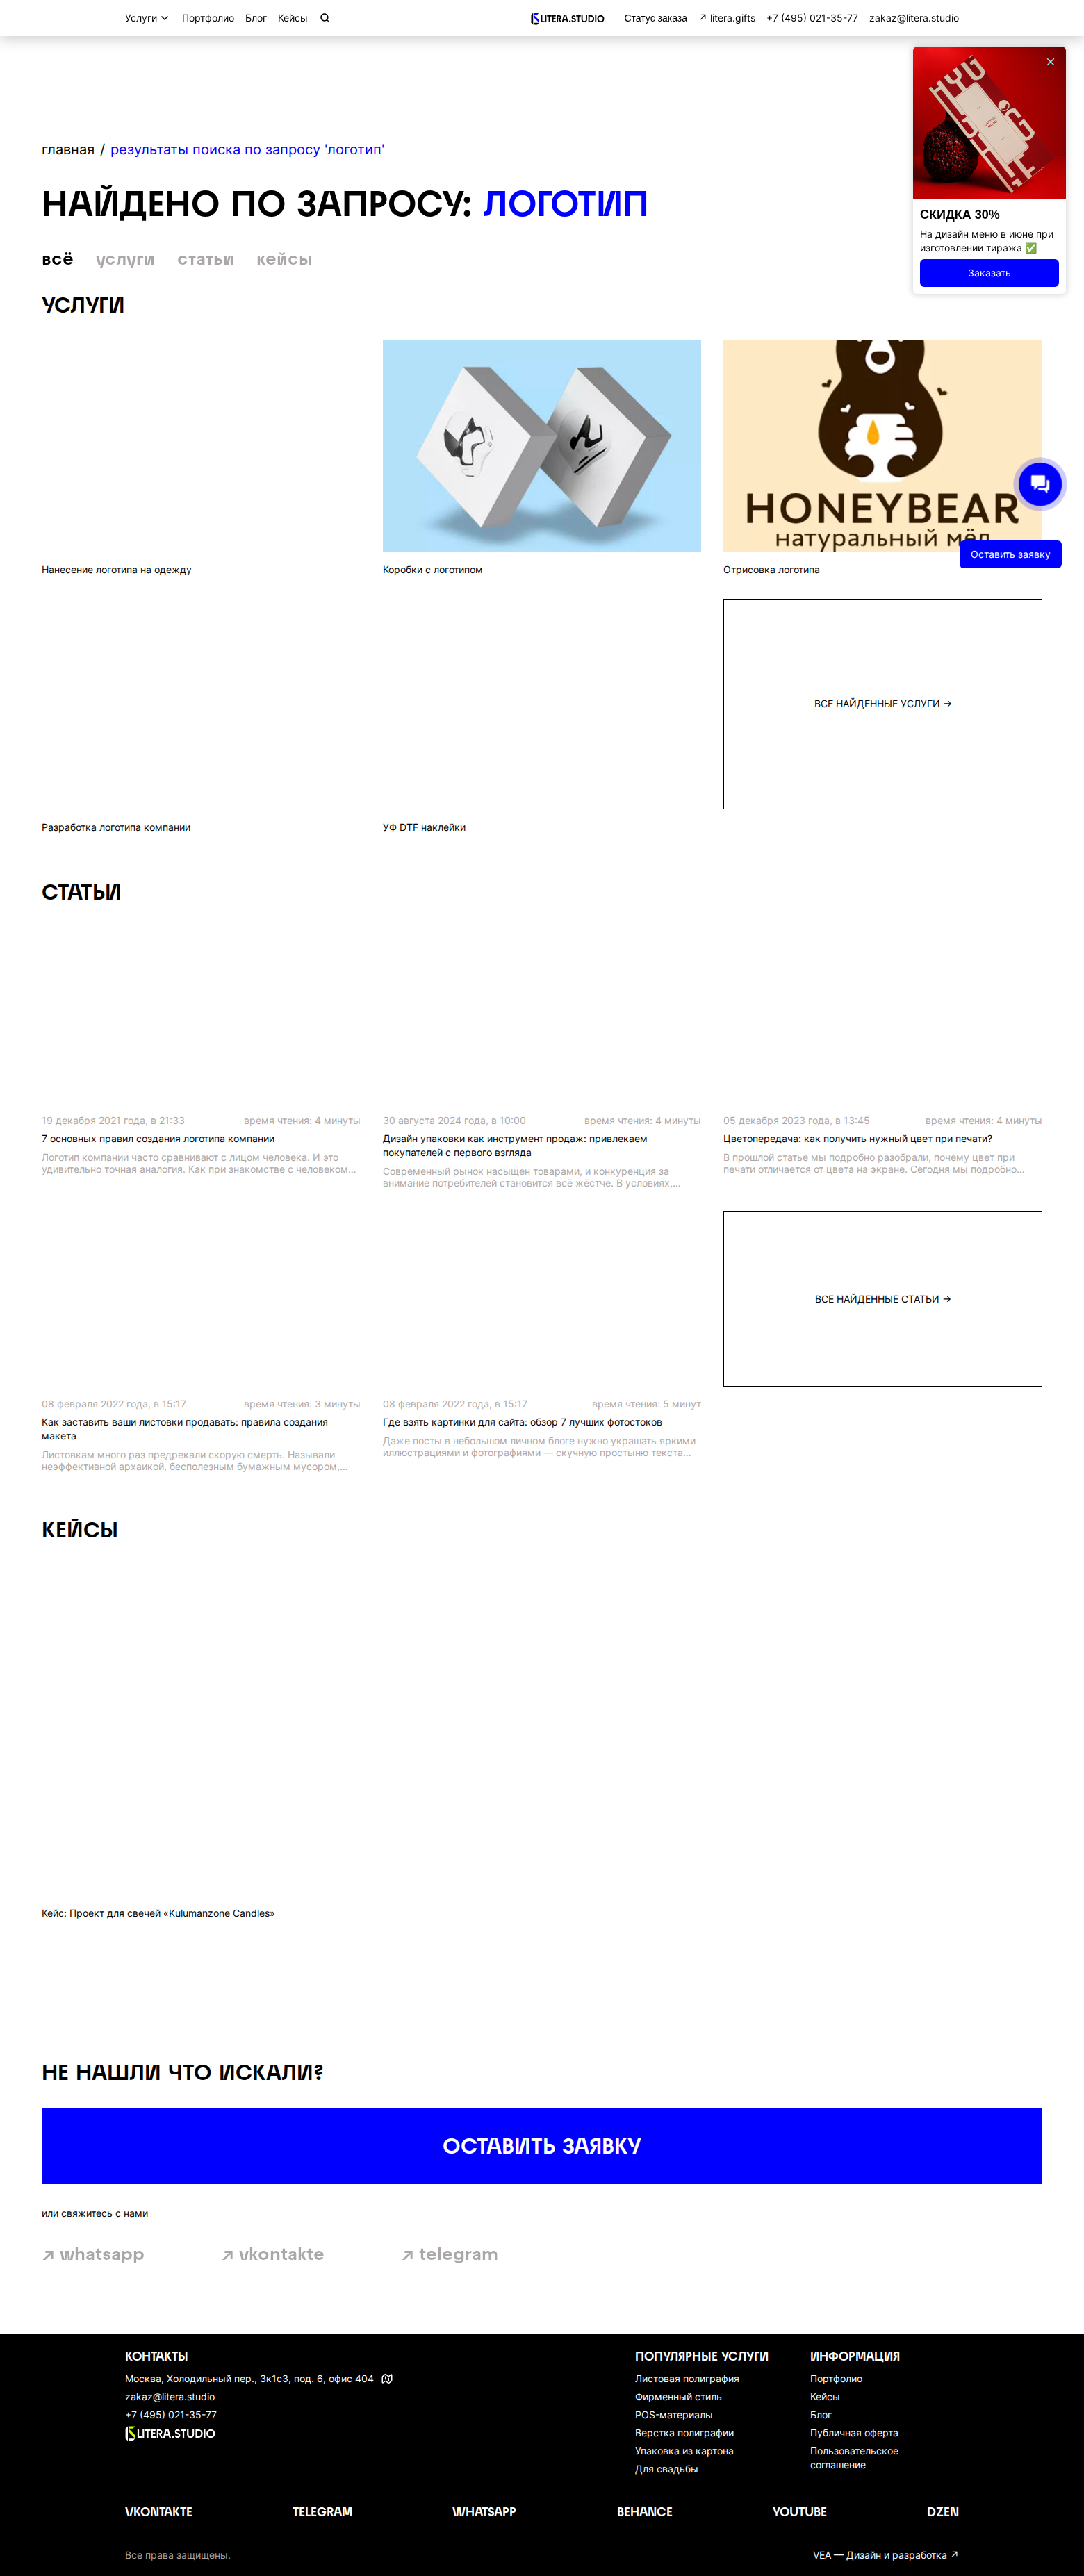 Услуги Портфолио Блог Кейсы
LITERA.STUDIO
Статус заказа ↗ litera.gifts +7 (495) 021-35-77 zakaz@litera.studio
главная / результаты поиска по запросу 'логотип'
НАЙДЕНО ПО ЗАПРОСУ: ЛОГОТИП
СКИДКА 30%
На дизайн меню в июне при
изготовлении тиража ✅
Заказать
всё услуги статьи кейсы
УСЛУГИ
HONEYBEAR
натуральный мёд
Оставить заявку
Нанесение логотипа на одежду
Коробки с логотипом
Отрисовка логотипа
ВСЕ НАЙДЕННЫЕ УСЛУГИ →
Разработка логотипа компании
УФ DTF наклейки
СТАТЬИ
19 декабря 2021 года, в 21:33 время чтения: 4 минуты
7 основных правил создания логотипа компании
Логотип компании часто сравнивают с лицом человека. И это
удивительно точная аналогия. Как при знакомстве с человеком...
30 августа 2024 года, в 10:00 время чтения: 4 минуты
Дизайн упаковки как инструмент продаж: привлекаем
покупателей с первого взгляда
Современный рынок насыщен товарами, и конкуренция за
внимание потребителей становится всё жёстче. В условиях,...
05 декабря 2023 года, в 13:45 время чтения: 4 минуты
Цветопередача: как получить нужный цвет при печати?
В прошлой статье мы подробно разобрали, почему цвет при
печати отличается от цвета на экране. Сегодня мы подробно...
08 февраля 2022 года, в 15:17 время чтения: 3 минуты
Как заставить ваши листовки продавать: правила создания
макета
Листовкам много раз предрекали скорую смерть. Называли
неэффективной архаикой, бесполезным бумажным мусором,...
08 февраля 2022 года, в 15:17 время чтения: 5 минут
Где взять картинки для сайта: обзор 7 лучших фотостоков
Даже посты в небольшом личном блоге нужно украшать яркими
иллюстрациями и фотографиями — скучную простыню текста...
ВСЕ НАЙДЕННЫЕ СТАТЬИ →
КЕЙСЫ
Кейс: Проект для свечей «Kulumanzone Candles»
НЕ НАШЛИ ЧТО ИСКАЛИ?
ОСТАВИТЬ ЗАЯВКУ
или свяжитесь с нами
↗ whatsapp ↗ vkontakte ↗ telegram
КОНТАКТЫ
Москва, Холодильный пер., 3к1с3, под. 6, офис 404
zakaz@litera.studio
+7 (495) 021-35-77
LITERA.STUDIO
ПОПУЛЯРНЫЕ УСЛУГИ
Листовая полиграфия
Фирменный стиль
POS-материалы
Верстка полиграфии
Упаковка из картона
Для свадьбы
ИНФОРМАЦИЯ
Портфолио
Кейсы
Блог
Публичная оферта
Пользовательское
соглашение
VKONTAKTE TELEGRAM WHATSAPP BEHANCE YOUTUBE DZEN
Все права защищены.
VEA — Дизайн и разработка ↗